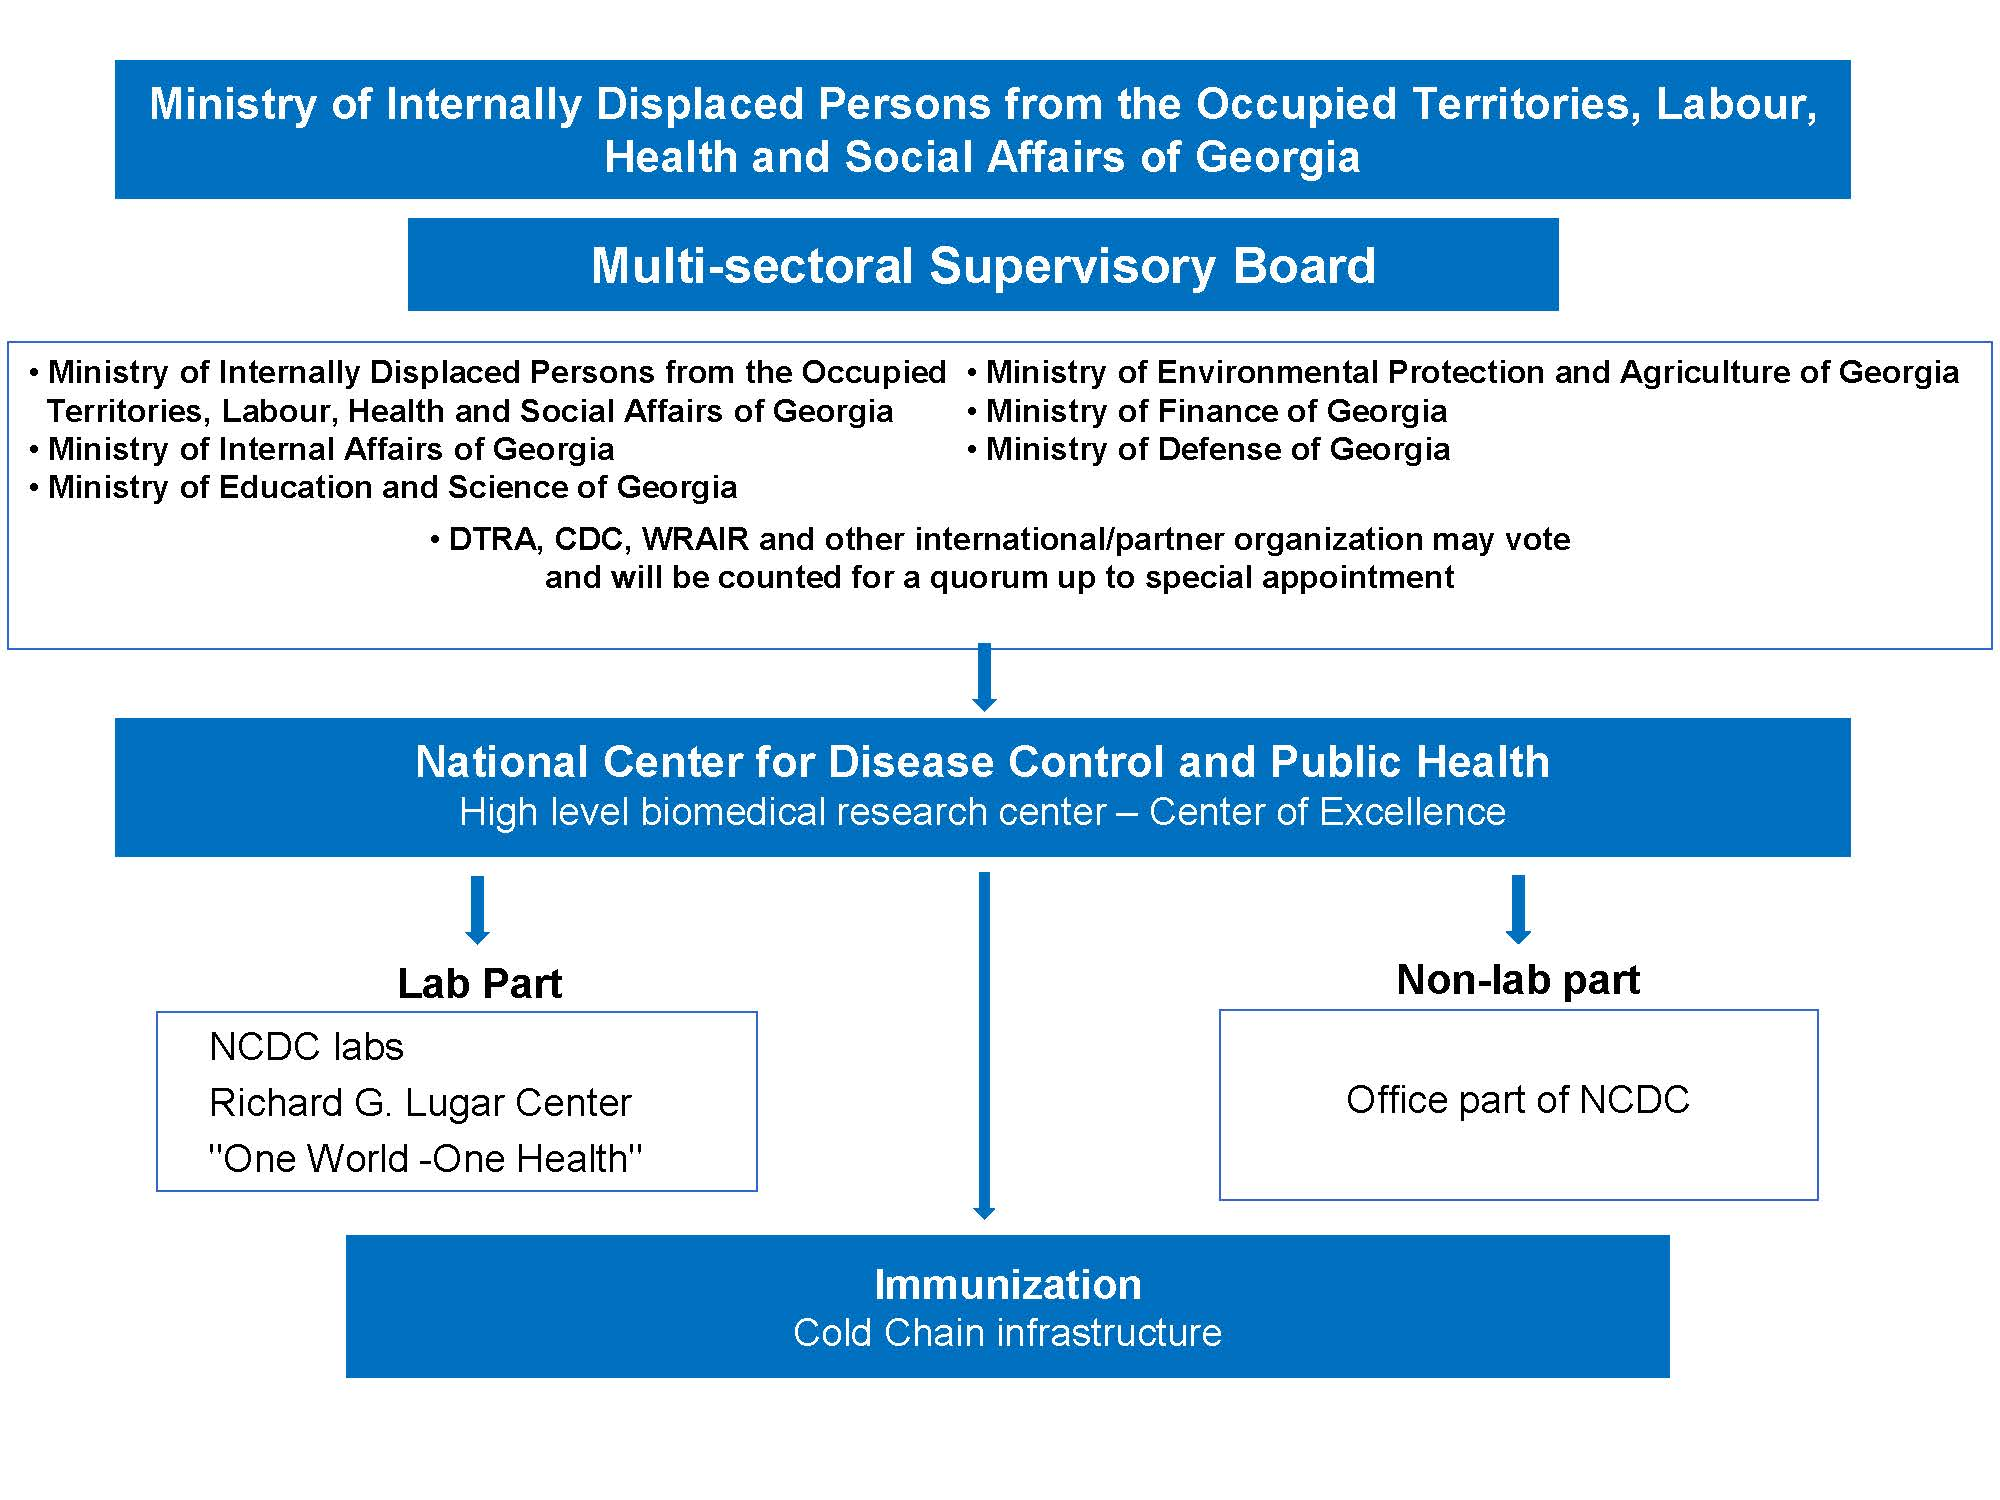 Ministry of Internally Displaced Persons from the Occupied Territories, Labour,
Health and Social Affairs of Georgia
Multi-sectoral Supervisory Board
• Ministry of Internally Displaced Persons from the Occupied
Territories, Labour, Health and Social Affairs of Georgia
• Ministry of Internal Affairs of Georgia
• Ministry of Education and Science of Georgia
• Ministry of Environmental Protection and Agriculture of Georgia
• Ministry of Finance of Georgia
• Ministry of Defense of Georgia
• DTRA, CDC, WRAIR and other international/partner organization may vote
and will be counted for a quorum up to special appointment
National Center for Disease Control and Public Health
High level biomedical research center – Center of Excellence
Lab Part
NCDC labs
Richard G. Lugar Center
"One World -One Health"
Non-lab part
Office part of NCDC
Immunization
Cold Chain infrastructure